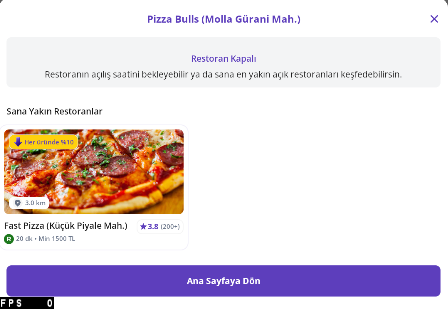 Pizza Bulls (Molla Gürani Mah.)
Restoran Kapalı
Restoranın açılış saatini bekleyebilir ya da sana en yakın açık restoranları keşfedebilirsin.
Sana Yakın Restoranlar
Her üründe %10
3.0 km
Fast Pizza (Küçük Piyale Mah.)
3.8 (200+)
R 20 dk • Min 1500 TL
Ana Sayfaya Dön
FPS 0